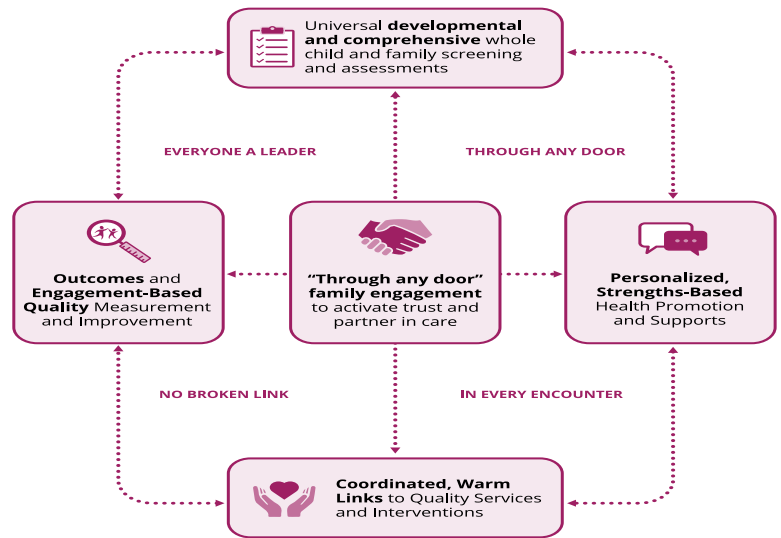 Universal developmental
and comprehensive whole
child and family screening
and assessments
EVERYONE A LEADER
THROUGH ANY DOOR
Outcomes and
Engagement-Based
Quality Measurement
and Improvement
“Through any door”
family engagement
to activate trust and
partner in care
Personalized,
Strengths-Based
Health Promotion
and Supports
NO BROKEN LINK
IN EVERY ENCOUNTER
Coordinated, Warm
Links to Quality Services
and Interventions